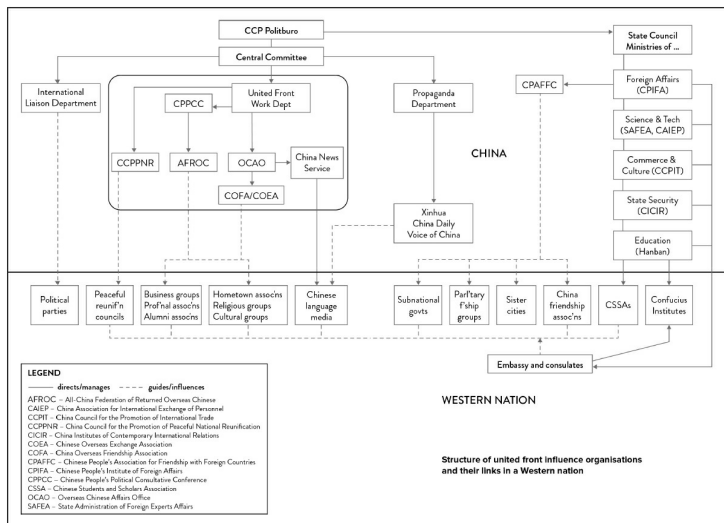 CCP Politburo
Central Committee
State Council
Ministries of ...
International
Liaison Department
CPPCC
United Front
Work Dept
Propaganda
Department
CPAFFC
Foreign Affairs
(CPIFA)
Science & Tech
(SAFEA, CAIEP)
CCPPNR
AFROC
OCAO
China News
Service
CHINA
Commerce &
Culture (CCPIT)
COFA/COEA
State Security
(CICIR)
Xinhua
China Daily
Voice of China
Education
(Hanban)
Political
parties
Peaceful
reunif'n
councils
Business groups
Prof'nal assoc'ns
Alumni assoc'ns
Hometown assoc'ns
Religious groups
Cultural groups
Chinese
language
media
Subnational
govts
Parl'tary
f'ship
groups
Sister
cities
China
friendship
assoc'ns
CSSAs
Confucius
Institutes
Embassy and consulates
LEGEND
directs/manages
guides/influences
AFROC – All-China Federation of Returned Overseas Chinese
CAIEP – China Association for International Exchange of Personnel
CCPIT – China Council for the Promotion of International Trade
CCPPNR – China Council for the Promotion of Peaceful National Reunification
CICIR – China Institutes of Contemporary International Relations
COEA – Chinese Overseas Exchange Association
COFA – China Overseas Friendship Association
CPAFFC – Chinese People's Association for Friendship with Foreign Countries
CPIFA – Chinese People's Institute of Foreign Affairs
CPPCC – Chinese People's Political Consultative Conference
CSSA – Chinese Students and Scholars Association
OCAO – Overseas Chinese Affairs Office
SAFEA – State Administration of Foreign Experts Affairs
WESTERN NATION
Structure of united front influence organisations
and their links in a Western nation